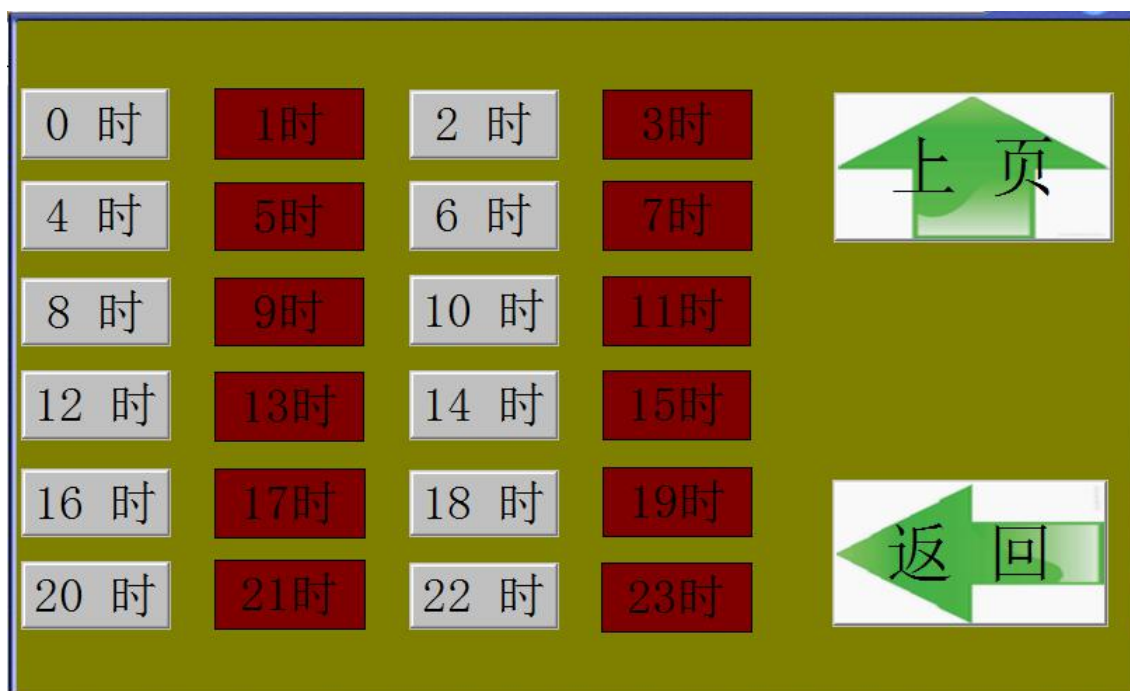 0 时 1时 2 时 3时
上 页
4 时 5时 6 时 7时
8 时 9时 10 时 11时
12 时 13时 14 时 15时
16 时 17时 18 时 19时
返 回
20 时 21时 22 时 23时